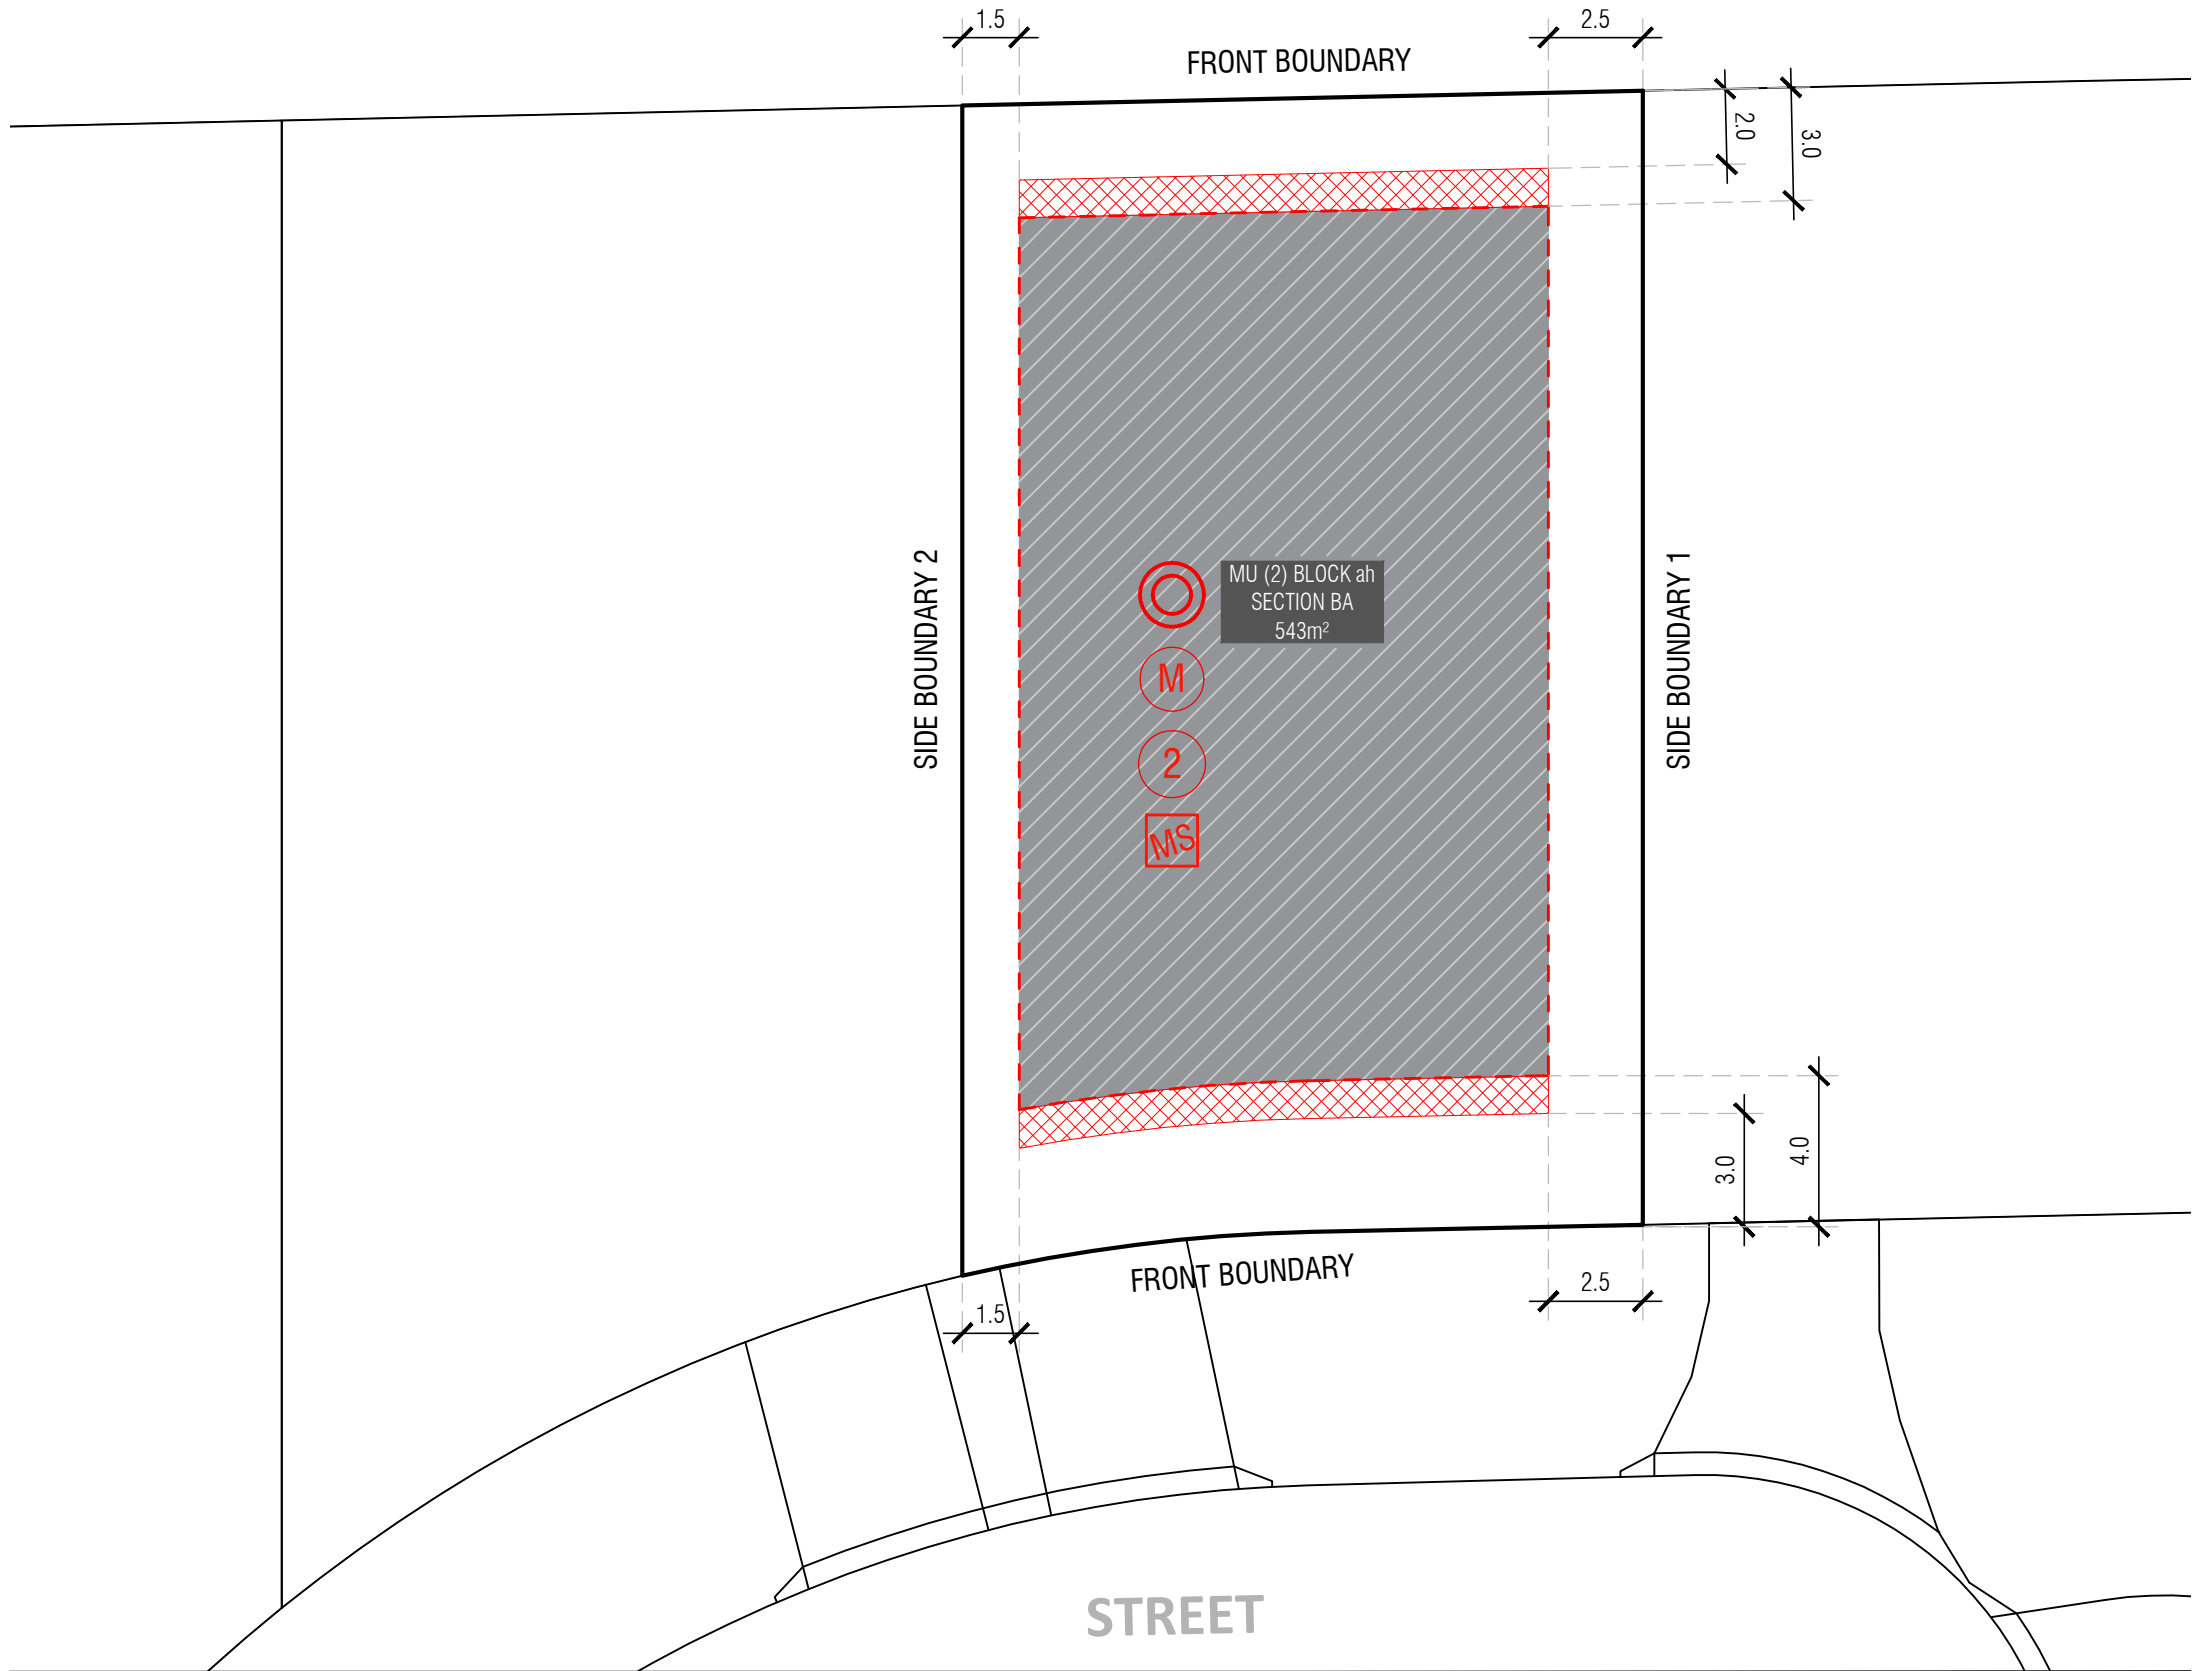 1.5
2.5
FRONT BOUNDARY
2.0
3.0
SIDE BOUNDARY 2
MU (2) BLOCK ah
SECTION BA
543m²
SIDE BOUNDARY 1
M
2
MS
3.0
4.0
FRONT BOUNDARY
2.5
1.5
STREET